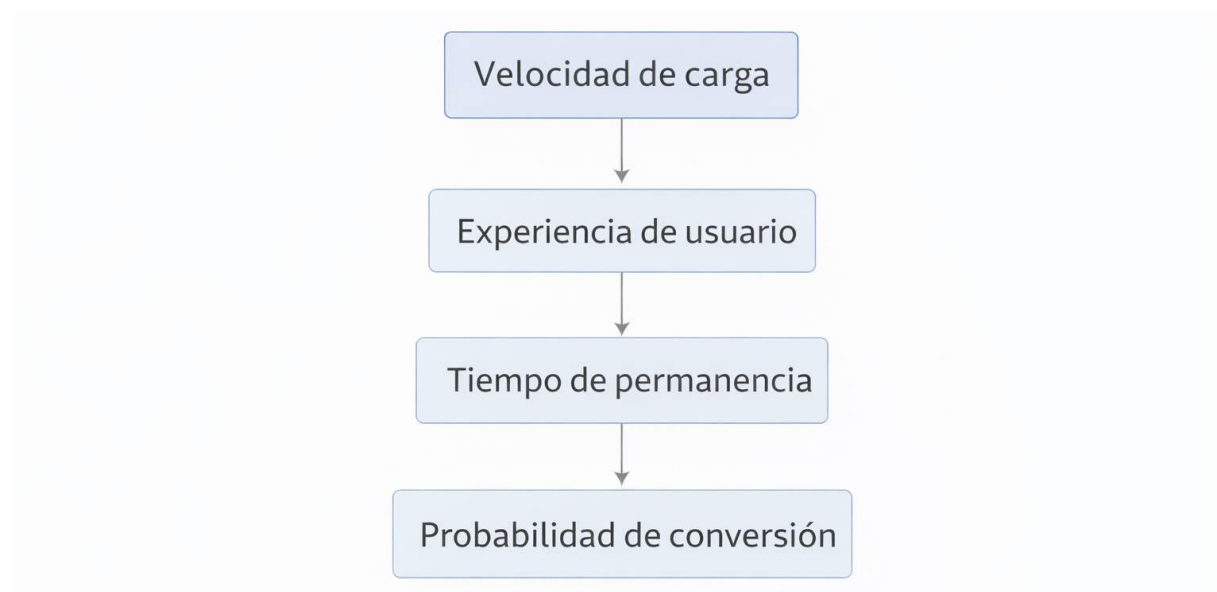 Velocidad de carga
Experiencia de usuario
Tiempo de permanencia
Probabilidad de conversión